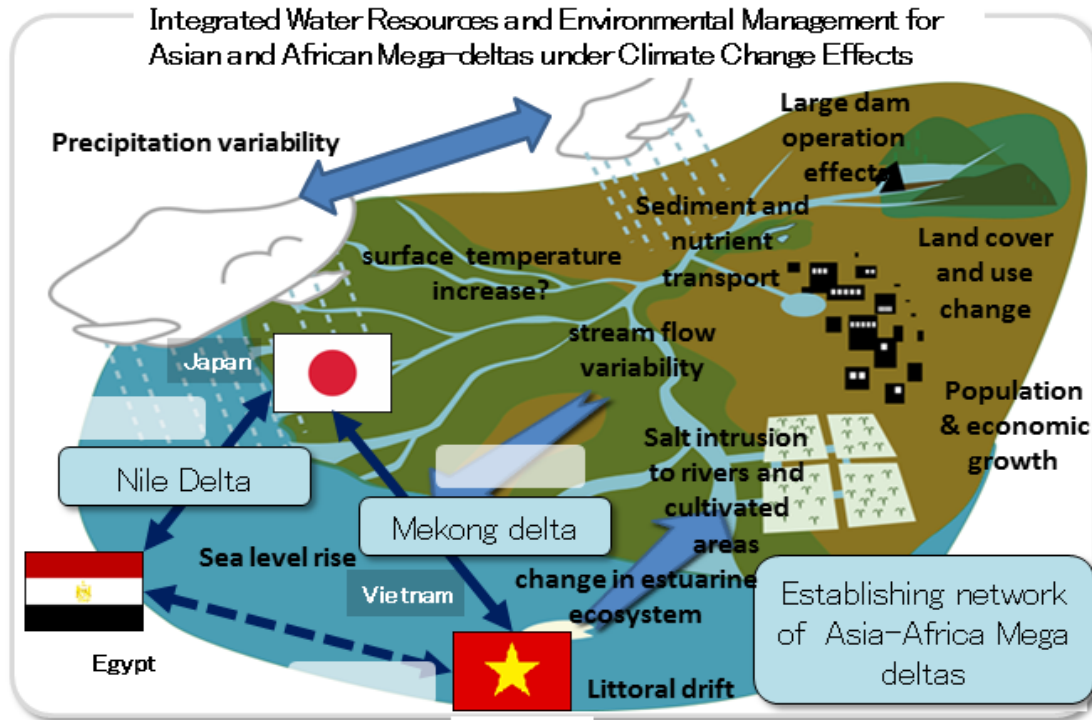 Integrated Water Resources and Environmental Management for
Asian and African Mega-deltas under Climate Change Effects
Precipitation variability
Large dam
operation
effects
Sediment and
nutrient
transport
surface temperature
increase?
Land cover
and use
change
stream flow
variability
Japan
Population
& economic
growth
Salt intrusion
to rivers and
cultivated
areas
Nile Delta
Mekong delta
Sea level rise
change in estuarine
ecosystem
Vietnam
Establishing network
of Asia-Africa Mega
deltas
Egypt
Littoral drift